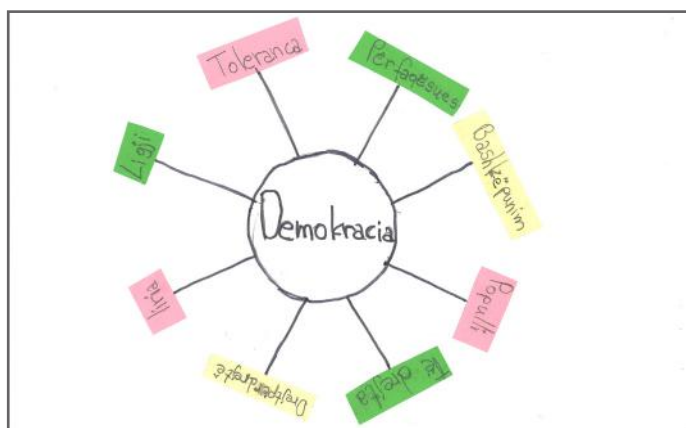 Toleranca
Përfaqësues
Bashkëpunim
Populli
Të drejta
liria
Ligji
Demokracia